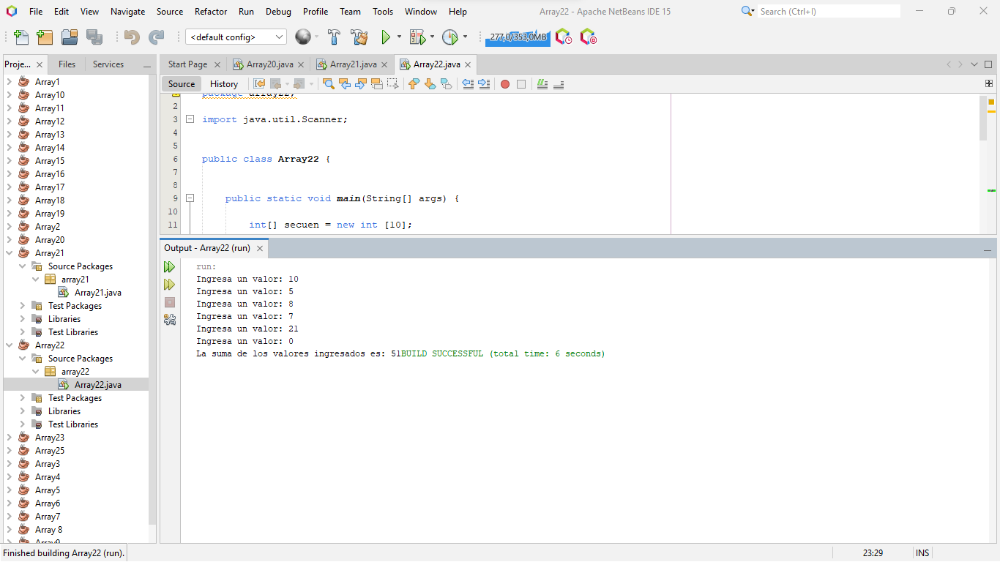 File Edit View Navigate Source Refactor Run Debug Profile Team Tools Window Help
Array22 - Apache NetBeans IDE 15
Search (Ctrl+I)
<default config>
277,0/353,0MB
Proje...
Files
Services
Array1
Array10
Array11
Array12
Array13
Array14
Array15
Array16
Array17
Array18
Array19
Array2
Array20
Array21
Source Packages
array21
Array21.java
Test Packages
Libraries
Test Libraries
Array22
Source Packages
array22
Array22.java
Test Packages
Libraries
Test Libraries
Array23
Array25
Array3
Array4
Array5
Array6
Array7
Array 8
Array9
Start Page
Array20.java
Array21.java
Array22.java
Source
History
package array22;
2
3 import java.util.Scanner;
4
5
6 public class Array22 {
7
8
9 public static void main(String[] args) {
10
11 int[] secuen = new int [10];
Output - Array22 (run)
run:
Ingresa un valor: 10
Ingresa un valor: 5
Ingresa un valor: 8
Ingresa un valor: 7
Ingresa un valor: 21
Ingresa un valor: 0
La suma de los valores ingresados es: 51BUILD SUCCESSFUL (total time: 6 seconds)
Finished building Array22 (run).
23:29
INS